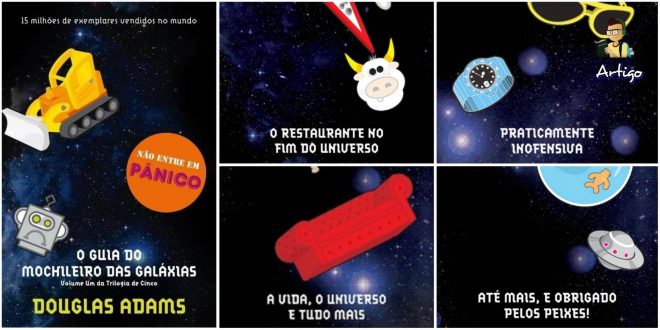 15 milhões de exemplares vendidos no mundo
NÃO ENTRE EM
PÂNICO
O GUIA DO
MOCHILEIRO DAS GALÁXIAS
Volume Um da Trilogia de Cinco
DOUGLAS ADAMS
O RESTAURANTE NO
FIM DO UNIVERSO
Artigo
PRATICAMENTE
INOFENSIVA
A VIDA, O UNIVERSO
E TUDO MAIS
ATÉ MAIS, E OBRIGADO
PELOS PEIXES!